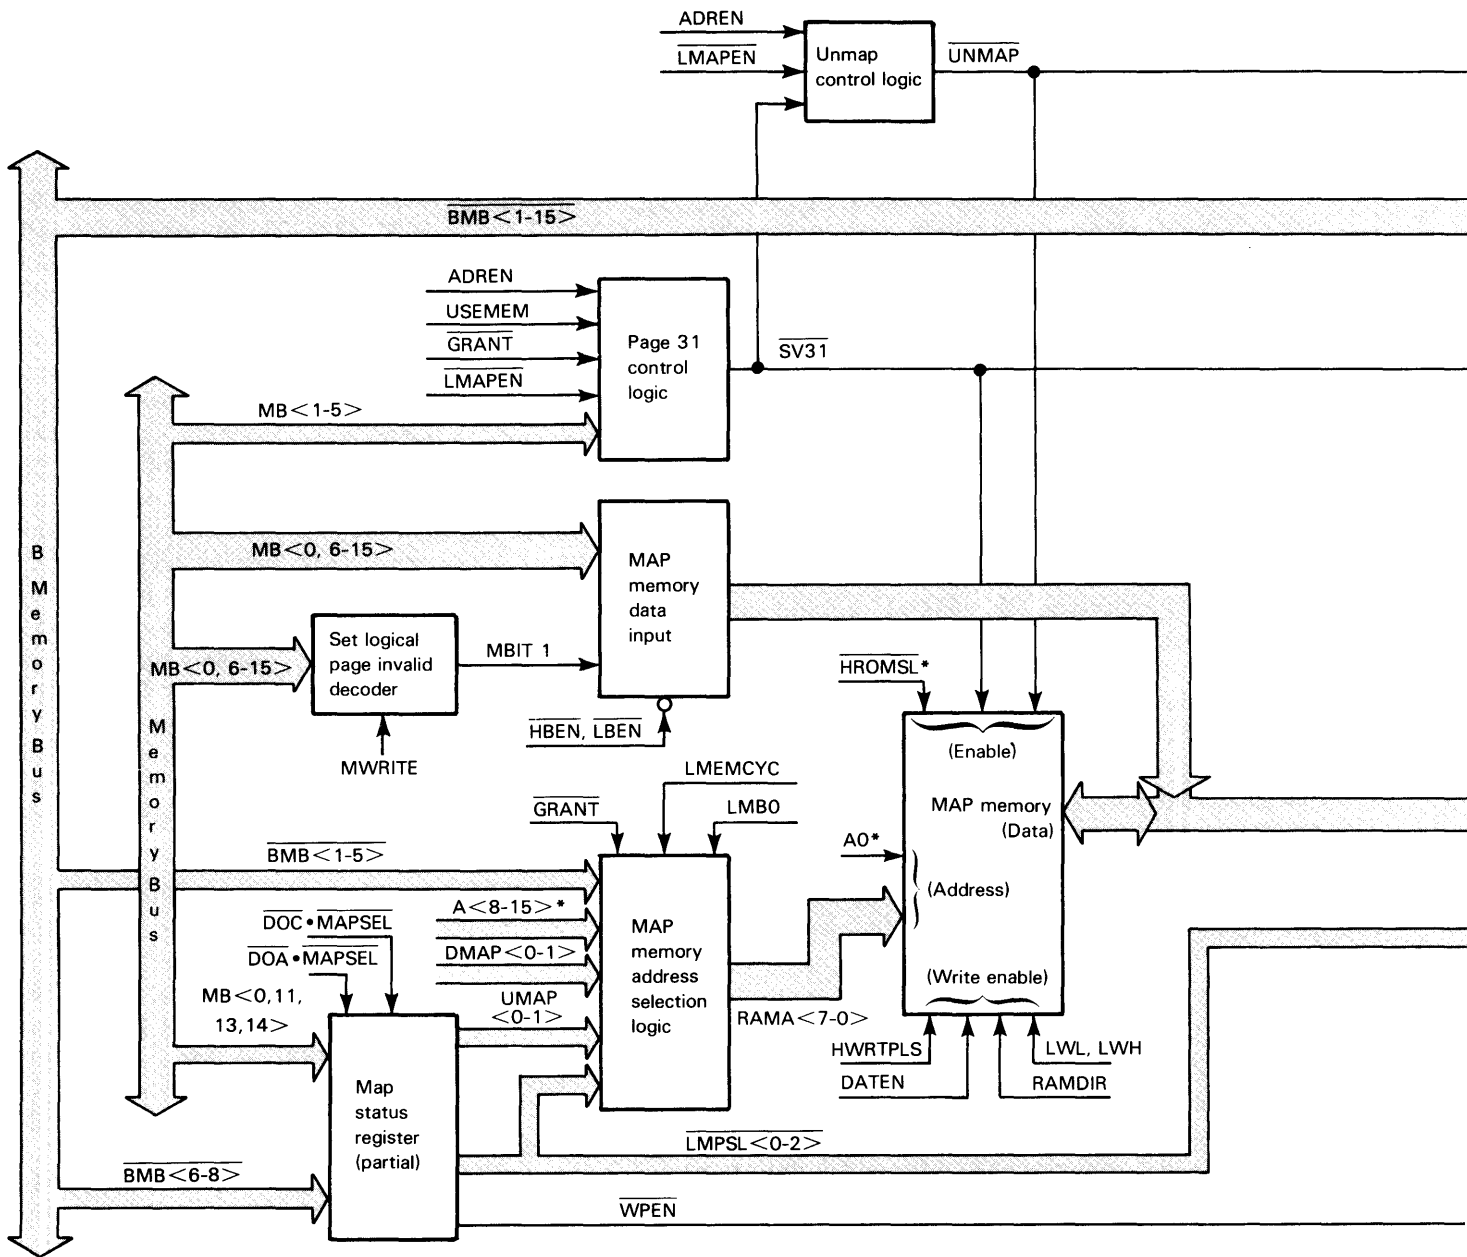 ADREN
LMAPEN
Unmap
control logic
UNMAP
BMB<1-15>
ADREN
USEMEM
GRANT
LMAPEN
MB<1-5>
Page 31
control
logic
SV31
B Memory Bus
Memory Bus
MB<0, 6-15>
MAP
memory
data
input
MB<0, 6-15>
Set logical
page invalid
decoder
MBIT 1
MWRITE
HBEN, LBEN
HROMSL*
(Enable)
MAP memory
(Data)
A0*
(Address)
(Write enable)
HWRTPLS
DATEN
LWL, LWH
RAMDIR
LMEMCYC
GRANT
LMB0
BMB<1-5>
A<8-15>*
DMAP<0-1>
UMAP
<0-1>
MAP
memory
address
selection
logic
RAMA<7-0>
DOC•MAPSEL
DOA•MAPSEL
MB<0,11,
13,14>
Map
status
register
(partial)
LMPSL<0-2>
BMB<6-8>
WPEN